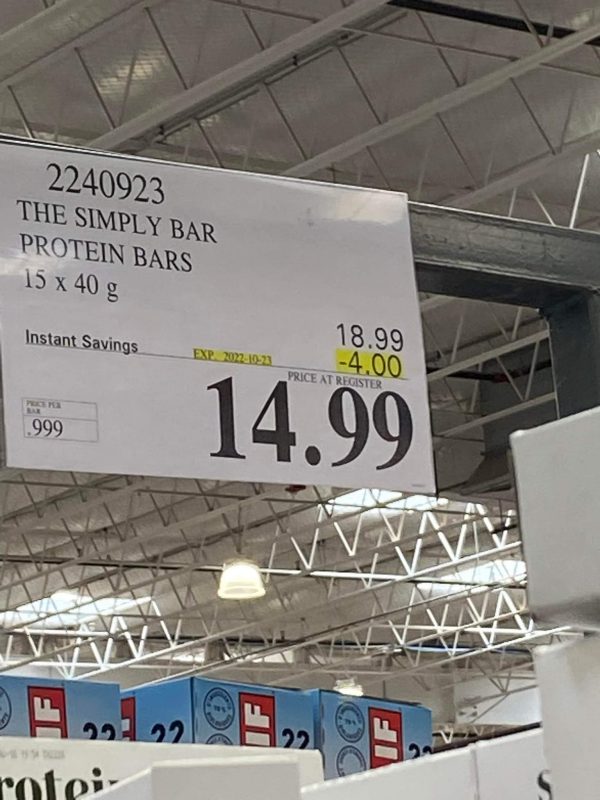 2240923
THE SIMPLY BAR
PROTEIN BARS
15 x 40 g
18.99
Instant Savings EXP. 2022-10-23 -4.00
PRICE AT REGISTER
14.99
PRICE PER
BAR
.999
IF 22 22 IF 22 IF 22
rotein